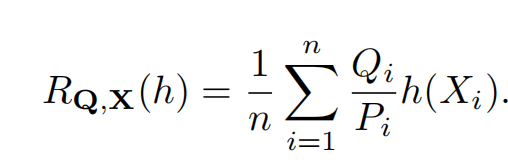 $R_{\mathbf{Q},\mathbf{X}}(h) = \frac{1}{n} \sum_{i=1}^{n} \frac{Q_i}{P_i} h(X_i).$